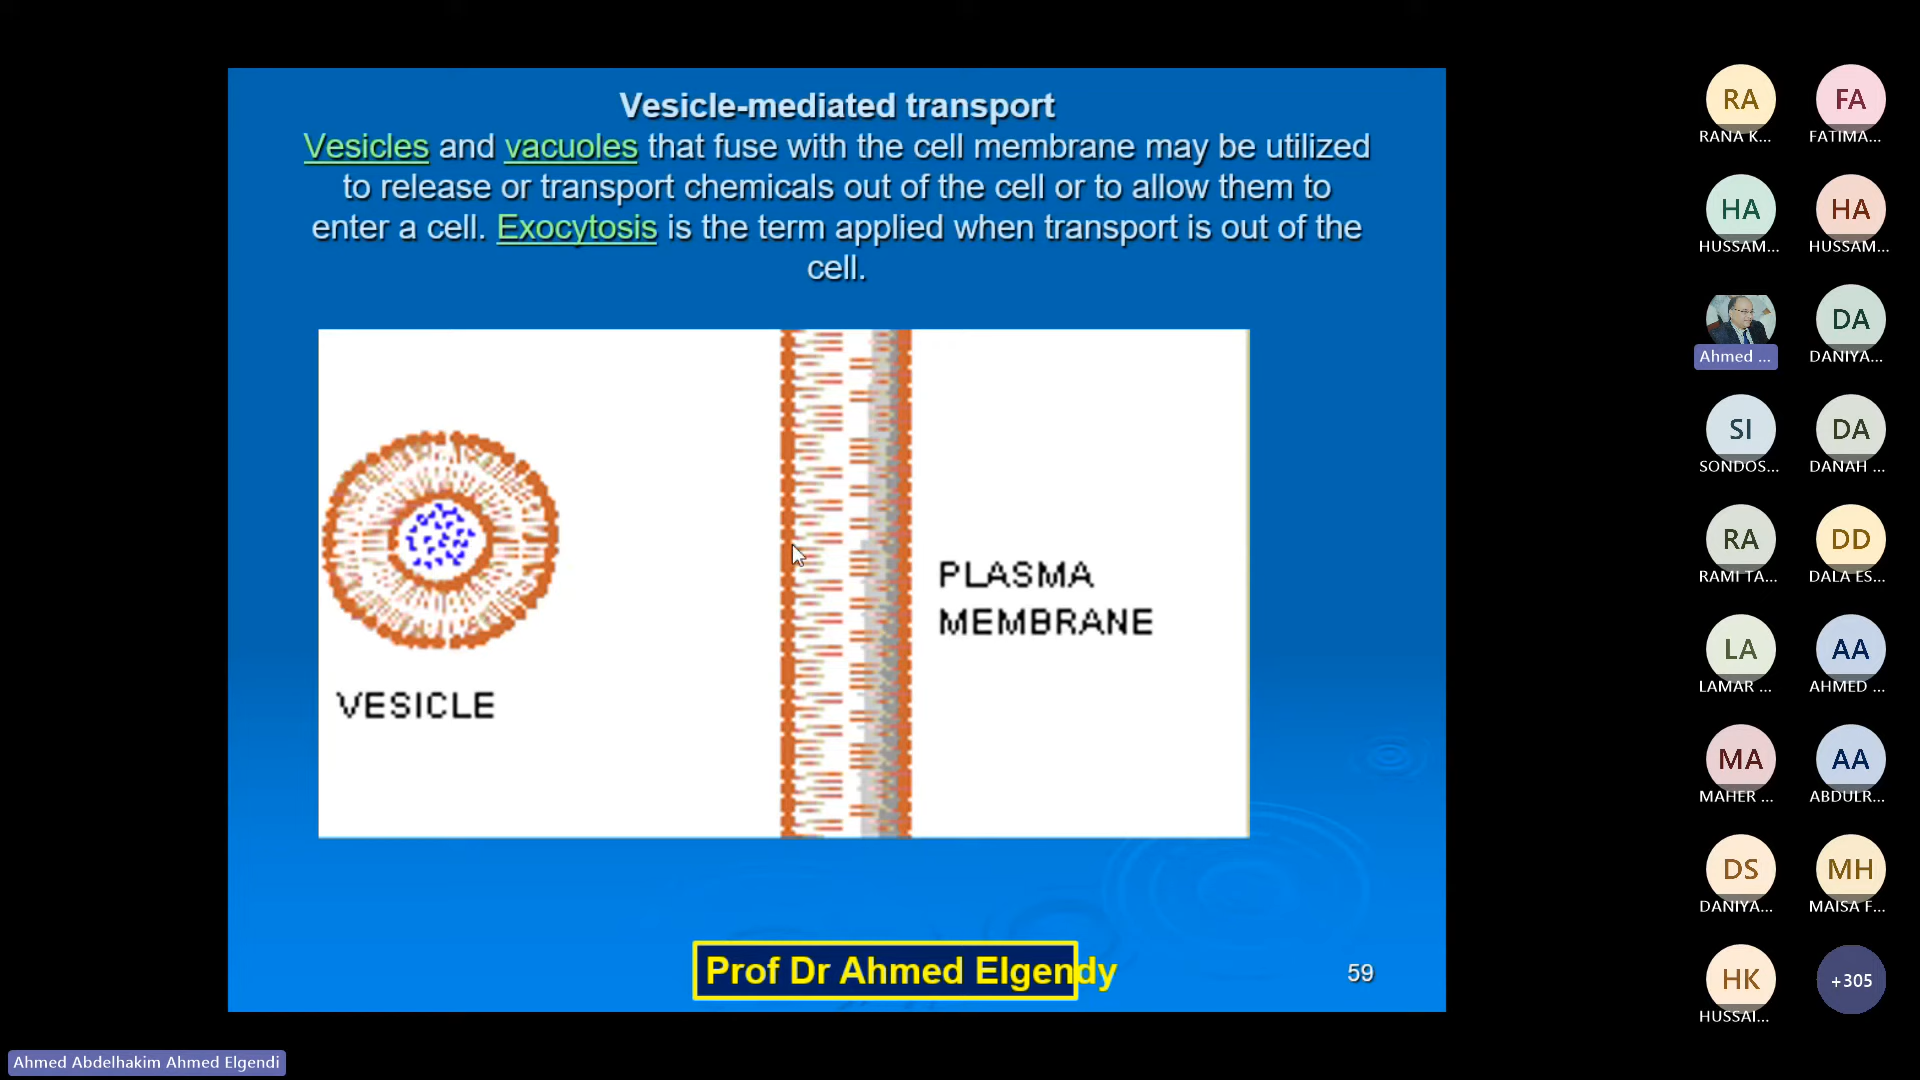 Vesicle-mediated transport
Vesicles and vacuoles that fuse with the cell membrane may be utilized
to release or transport chemicals out of the cell or to allow them to
enter a cell. Exocytosis is the term applied when transport is out of the
cell.
VESICLE
PLASMA
MEMBRANE
Prof Dr Ahmed Elgendy
59
RA
RANA K...
FA
FATIMA...
HA
HUSSAM...
HA
HUSSAM...
Ahmed ...
DA
DANIYA...
SI
SONDOS...
DA
DANAH ...
RA
RAMI TA...
DD
DALA ES...
LA
LAMAR ...
AA
AHMED ...
MA
MAHER ...
AA
ABDULR...
DS
DANIYA...
MH
MAISA F...
HK
HUSSAI...
+305
Ahmed Abdelhakim Ahmed Elgendi